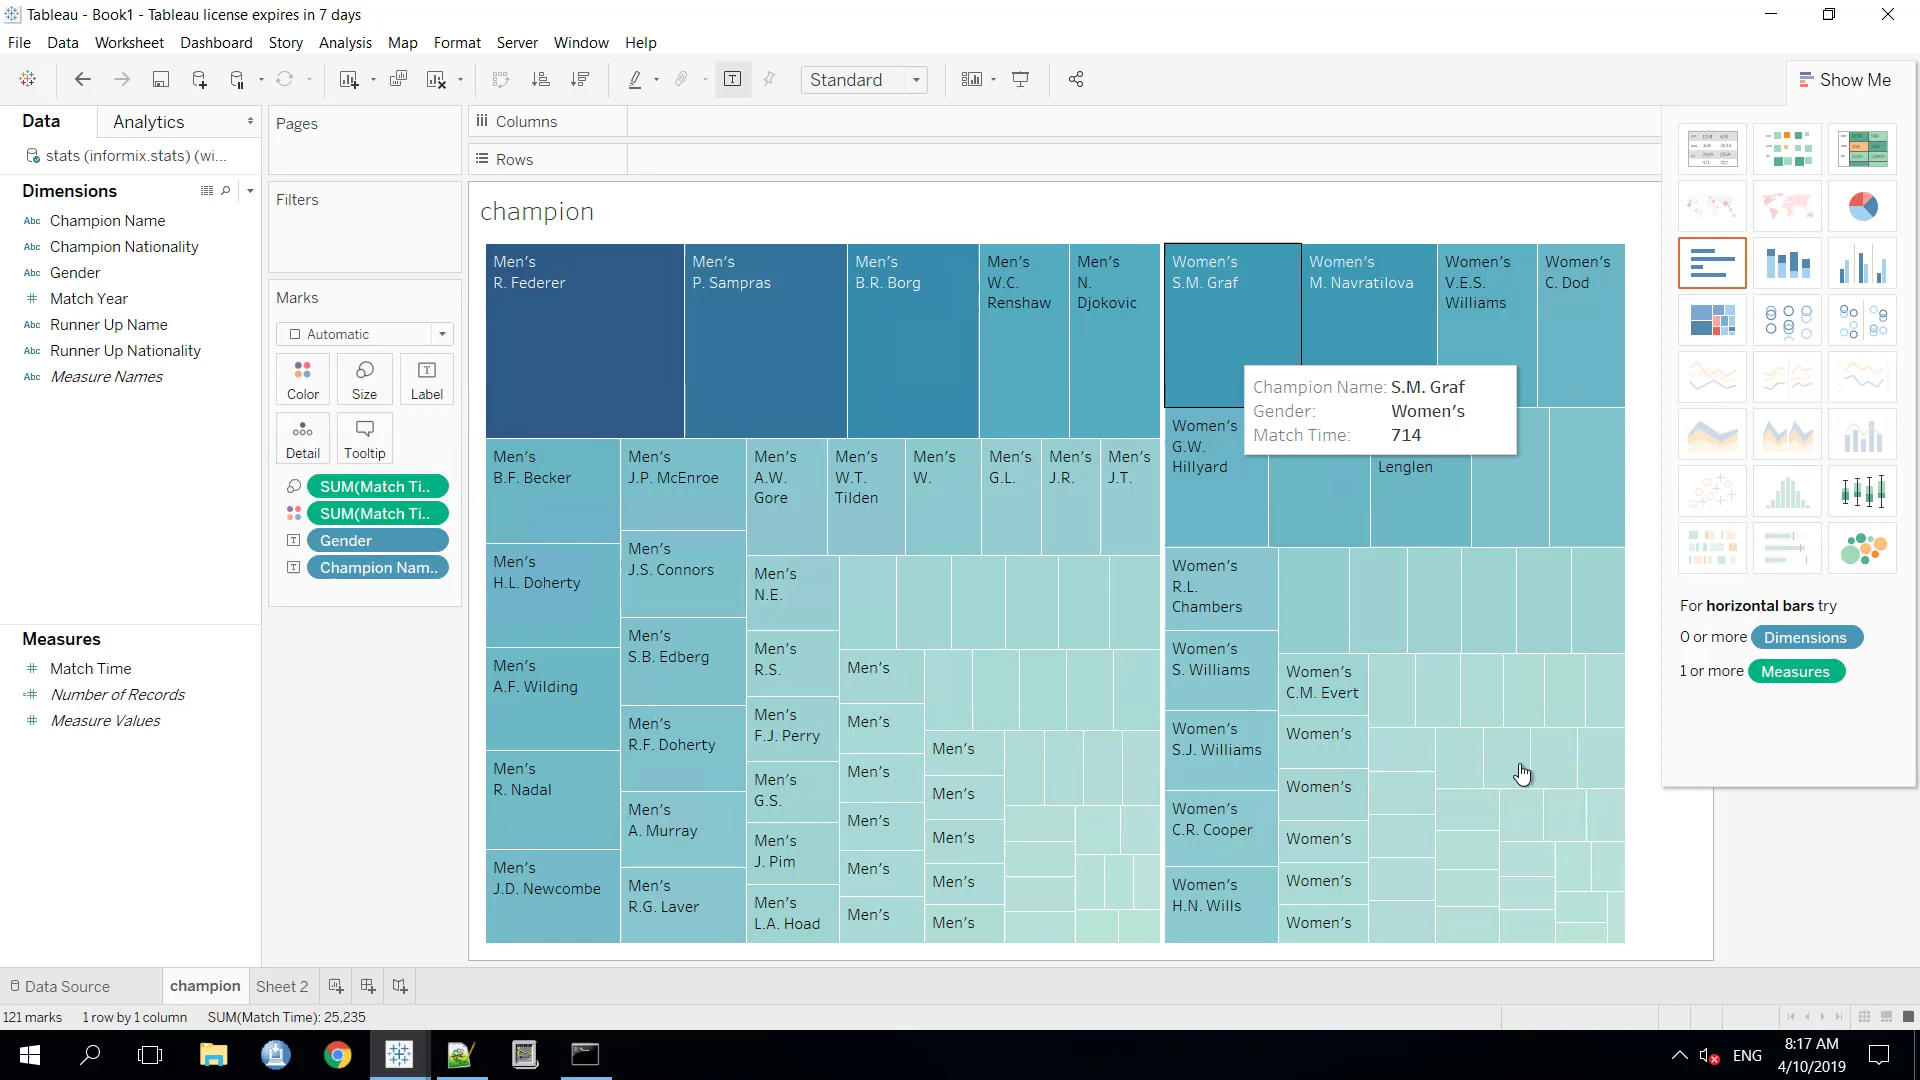 Tableau - Book1 - Tableau license expires in 7 days
File Data Worksheet Dashboard Story Analysis Map Format Server Window Help
Standard
Show Me
Data Analytics
Pages
Columns
stats (informix.stats) (wi...
Rows
Dimensions
Filters
Abc Champion Name
Abc Champion Nationality
Abc Gender
# Match Year
Abc Runner Up Name
Abc Runner Up Nationality
Abc Measure Names
Marks
Automatic
Color Size Label
Detail Tooltip
SUM(Match Ti..
SUM(Match Ti..
Gender
Champion Nam..
Measures
# Match Time
=# Number of Records
# Measure Values
champion
Men's
R. Federer
Men's
P. Sampras
Men's
B.R. Borg
Men's
W.C.
Renshaw
Men's
N.
Djokovic
Women's
S.M. Graf
Women's
M. Navratilova
Women's
V.E.S.
Williams
Women's
C. Dod
Champion Name: S.M. Graf
Gender: Women's
Match Time: 714
Men's
B.F. Becker
Men's
H.L. Doherty
Men's
A.F. Wilding
Men's
R. Nadal
Men's
J.D. Newcombe
Men's
J.P. McEnroe
Men's
J.S. Connors
Men's
S.B. Edberg
Men's
R.F. Doherty
Men's
A. Murray
Men's
R.G. Laver
Men's
A.W.
Gore
Men's
W.T.
Tilden
Men's
W.
Men's
G.L.
Men's
J.R.
Men's
J.T.
Men's
N.E.
Men's
R.S.
Men's
F.J. Perry
Men's
G.S.
Men's
J. Pim
Men's
L.A. Hoad
Men's
Men's
Men's
Men's
Men's
Men's
Men's
Men's
Men's
Men's
Men's
Women's
G.W.
Hillyard
Lenglen
Women's
R.L.
Chambers
Women's
S. Williams
Women's
S.J. Williams
Women's
C.R. Cooper
Women's
H.N. Wills
Women's
C.M. Evert
Women's
Women's
Women's
Women's
Women's
For horizontal bars try
0 or more Dimensions
1 or more Measures
Data Source champion Sheet 2
121 marks 1 row by 1 column SUM(Match Time): 25,235
ENG
8:17 AM
4/10/2019